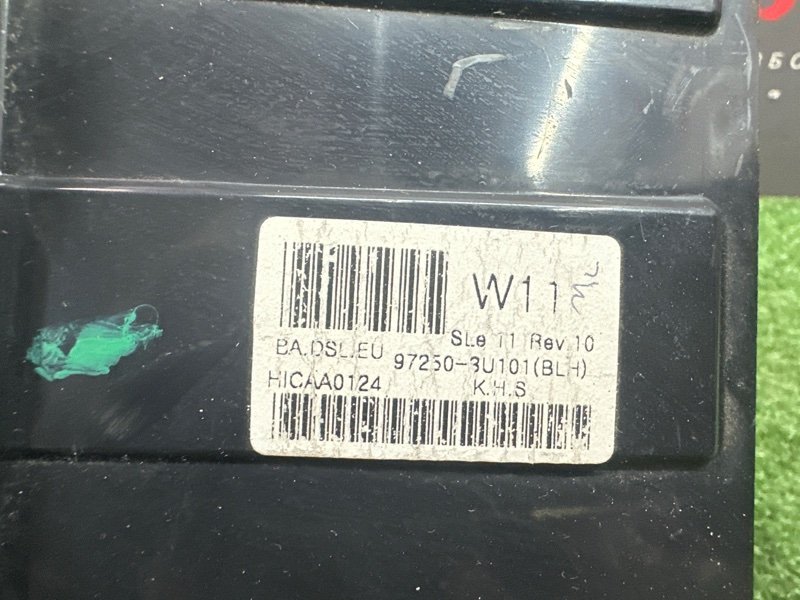 W11
SLe 11 Rev.10
BA.DSL.EU
97250-3U101(BLH)
HICAA0124
K.H.S